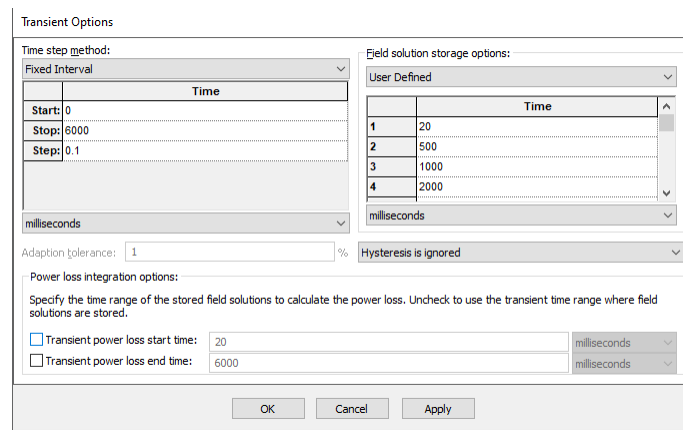 Transient Options
Time step method:
Fixed Interval
Time
Start: 0
Stop: 6000
Step: 0.1
milliseconds
Field solution storage options:
User Defined
Time
1 20
2 500
3 1000
4 2000
milliseconds
Adaption tolerance: 1 %
Hysteresis is ignored
Power loss integration options:
Specify the time range of the stored field solutions to calculate the power loss. Uncheck to use the transient time range where field
solutions are stored.
Transient power loss start time: 20 milliseconds
Transient power loss end time: 6000 milliseconds
OK Cancel Apply